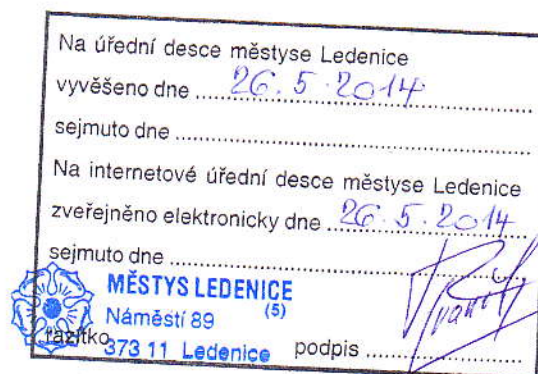 Na úřední desce městyse Ledenice
vyvěšeno dne ..........26. 5. 2014
sejmuto dne ..........
Na internetové úřední desce městyse Ledenice
zveřejněno elektronicky dne 26. 5. 2014
sejmuto dne ..........
MĚSTYS LEDENICE
(5)
Náměstí 89
razítko
373 11 Ledenice
podpis ..........